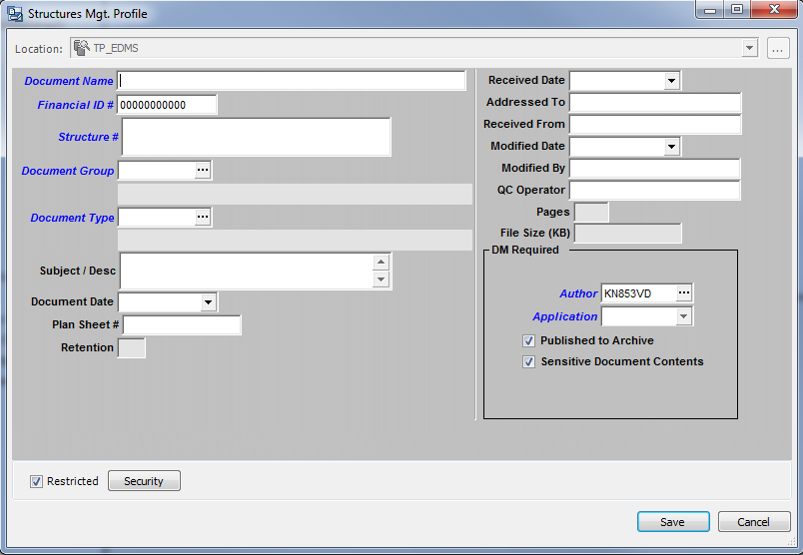 Structures Mgt. Profile
Location: TP_EDMS ...
Document Name
Financial ID # 00000000000
Structure #
Document Group ...
Document Type ...
Subject / Desc
Document Date
Plan Sheet #
Retention
Received Date
Addressed To
Received From
Modified Date
Modified By
QC Operator
Pages
File Size (KB)
DM Required
Author KN853VD ...
Application
Published to Archive
Sensitive Document Contents
Restricted Security
Save Cancel